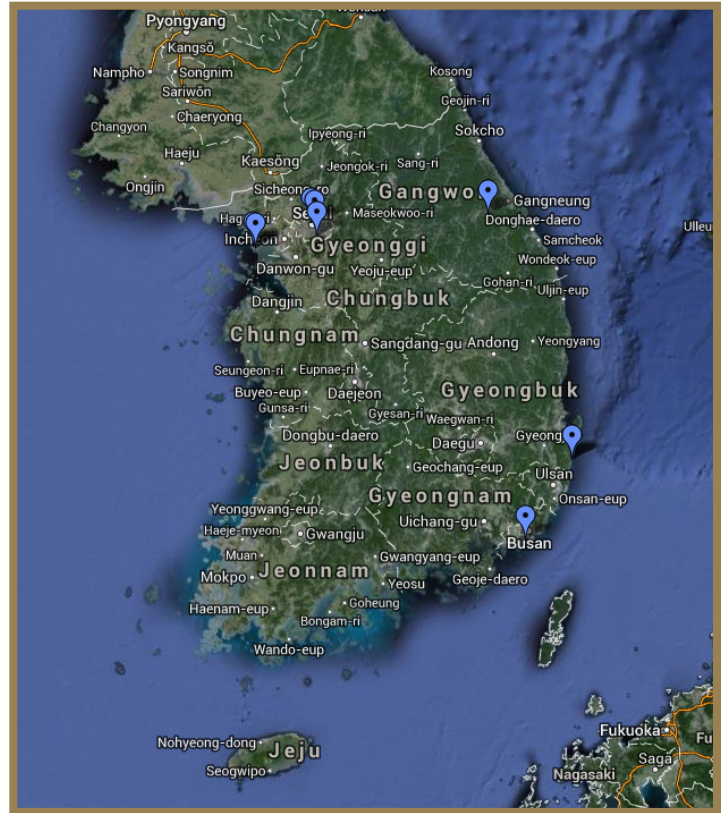 Pyongyang
Kangsŏ
Nampho
Songnim
Sariwŏn
Kosong
Changyon
Chaeryong
Geojin-ri
Haeju
Ipyeong-ri
Sokcho
Kaesŏng
Jeongok-ri
Sang-ri
Ongjin
Sicheong-ro
Gangwo
Gangneung
Maseokwoo-ri
Donghae-daero
Gyeonggi
Samcheok
Danwon-gu
Yeoju-eup
Wondeok-eup
Gohan-ri
Uljin-eup
Dangjin
Chungbuk
Chungnam
Sangdang-gu
Andong
Yeongyang
Seungeon-ri
Eupnae-ri
Buyeo-eup
Daejeon
Gyeongbuk
Gunsa-ri
Gyesan-ri
Waegwan-ri
Dongbu-daero
Daegu
Gyeongj
Jeonbuk
Geochang-eup
Ulsan
Gyeongnam
Onsan-eup
Yeonggwang-eup
Uichang-gu
Haeje-myeon
Gwangju
Busan
Muan
Gwangyang-eup
Mokpo
Jeonnam
Yeosu
Geoje-daero
Haenam-eup
Goheung
Bongam-ri
Wando-eup
Fukuoka
Fu
Nohyeong-dong
Jeju
Saga
Seogwipo
Nagasaki